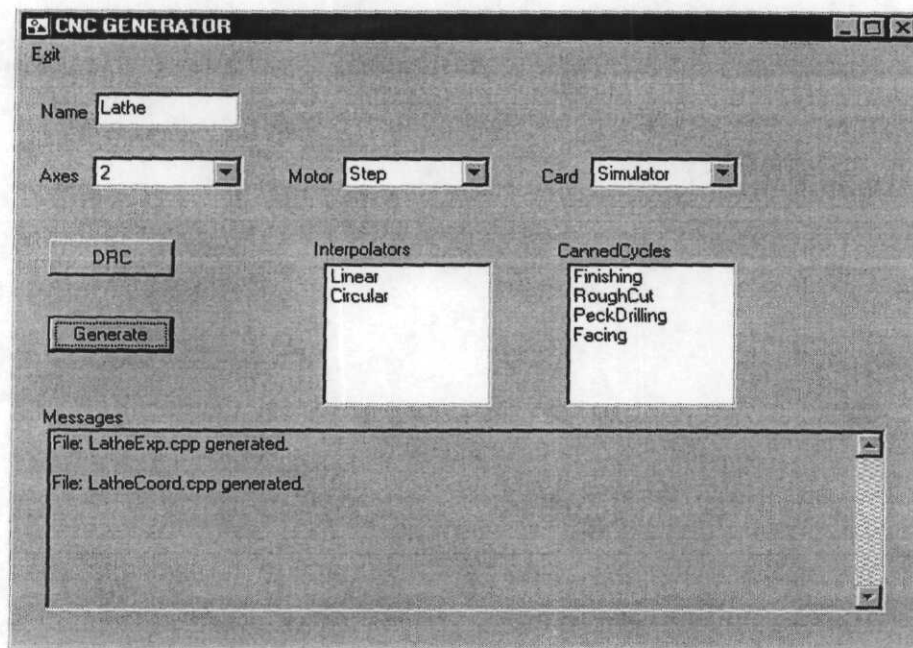 CNC GENERATOR
Exit
Name Lathe
Axes 2 Motor Step Card Simulator
DRC Interpolators CannedCycles
Linear Finishing
Circular RoughCut
PeckDrilling
Generate Facing
Messages
File: LatheExp.cpp generated.
File: LatheCoord.cpp generated.